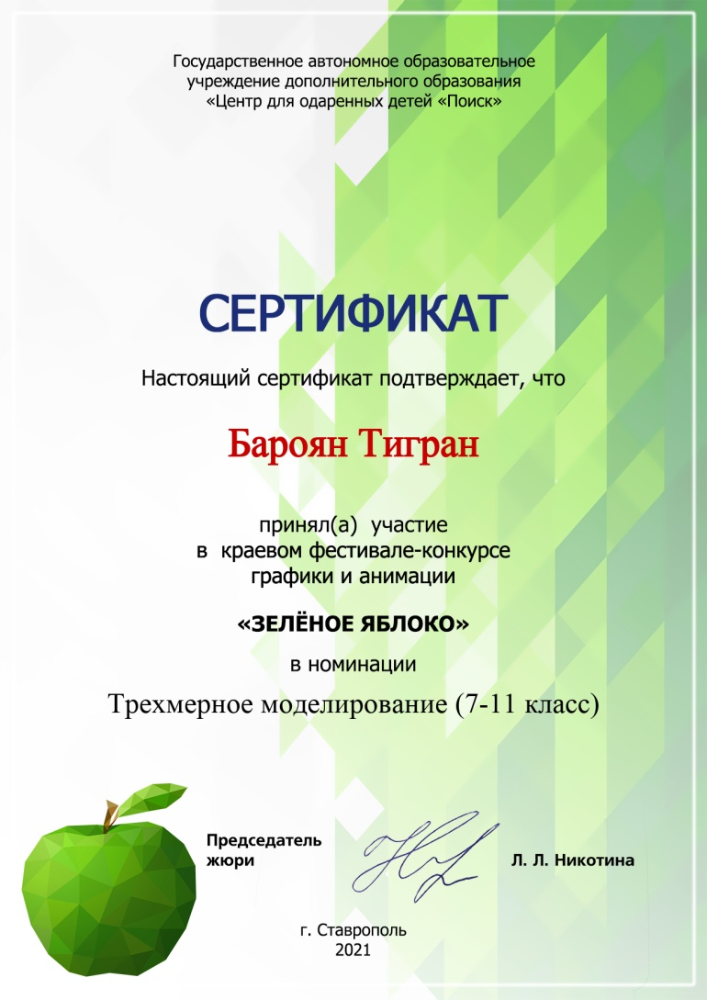 Государственное автономное образовательное
учреждение дополнительного образования
«Центр для одаренных детей «Поиск»
СЕРТИФИКАТ
Настоящий сертификат подтверждает, что
Бароян Тигран
принял(а) участие
в краевом фестивале-конкурсе
графики и анимации
«ЗЕЛЁНОЕ ЯБЛОКО»
в номинации
Трехмерное моделирование (7-11 класс)
Председатель
жюри
Л. Л. Никотина
г. Ставрополь
2021